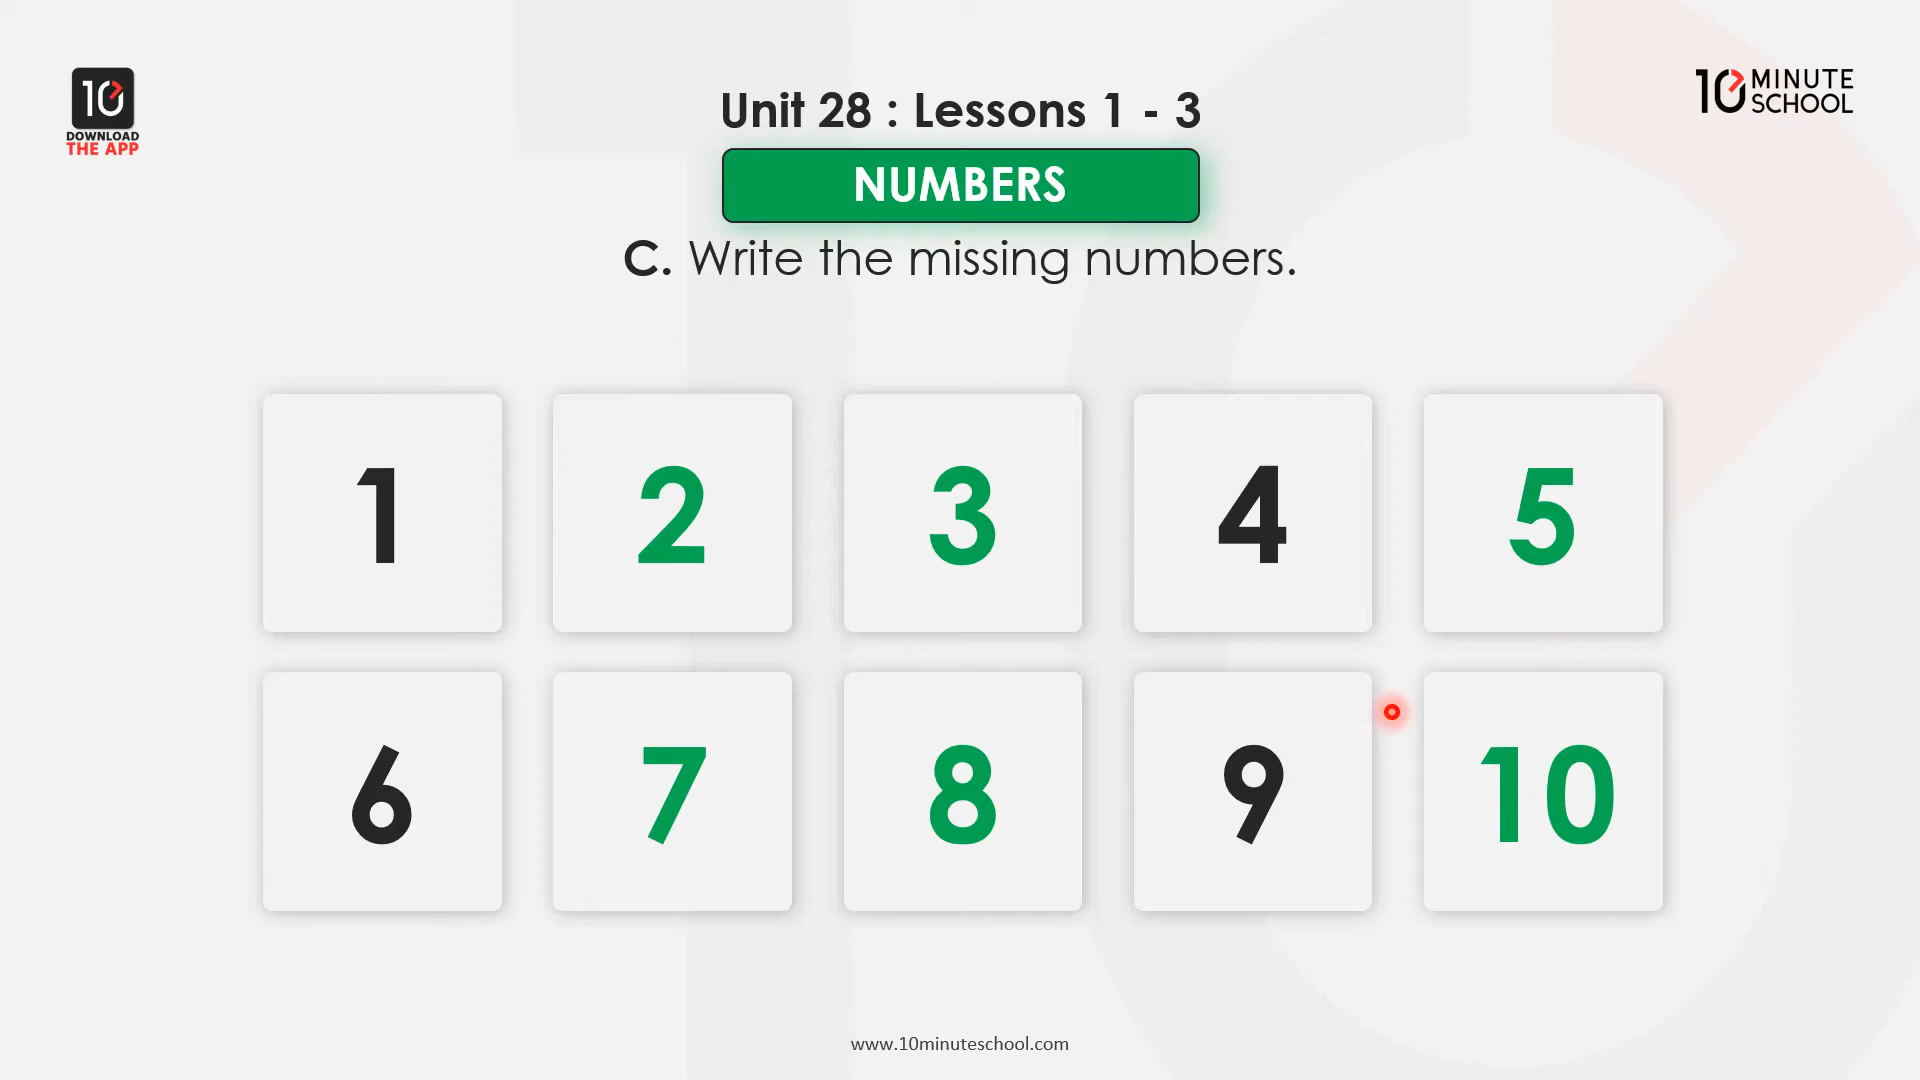 10
DOWNLOAD
THE APP
10 MINUTE
SCHOOL
Unit 28 : Lessons 1 - 3
NUMBERS
C. Write the missing numbers.
1 2 3 4 5
6 7 8 9 10
www.10minuteschool.com